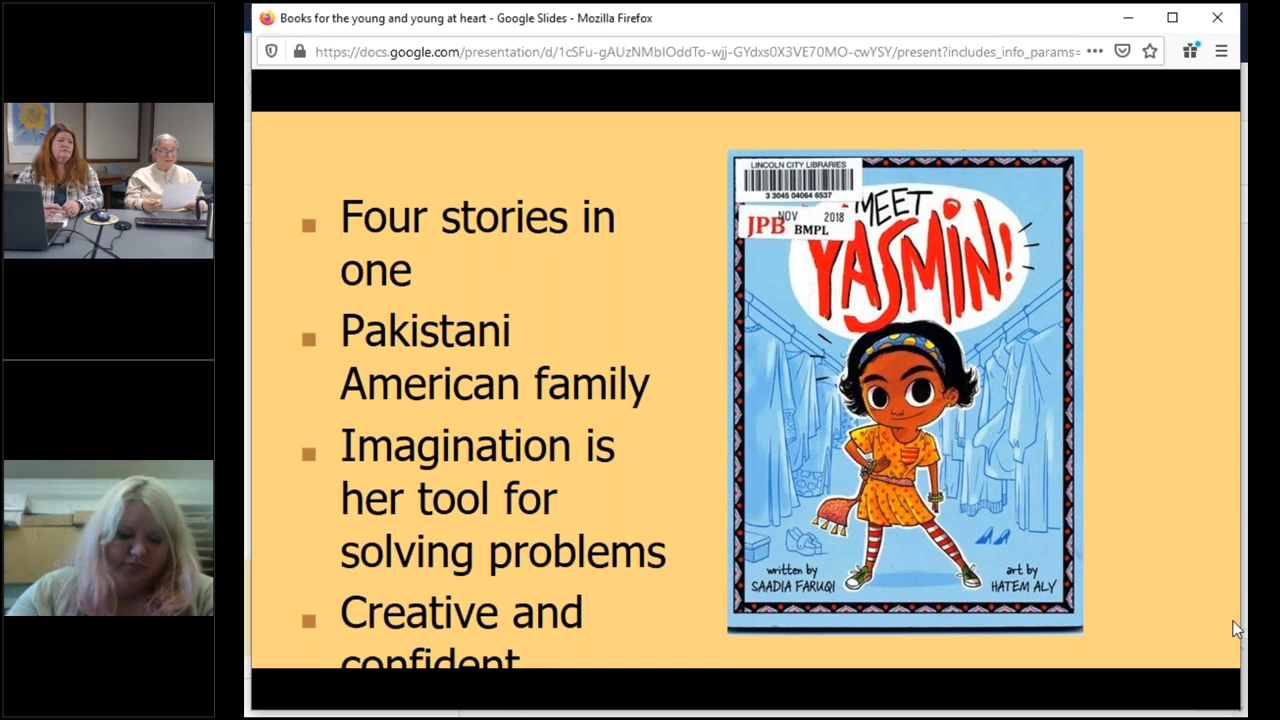 Books for the young and young at heart - Google Slides - Mozilla Firefox
https://docs.google.com/presentation/d/1cSFu-gAUzNMbIOddTo-wjj-GYdxs0X3VE70MO-cwYSY/present?includes_info_params=
Four stories in
one
Pakistani
American family
Imagination is
her tool for
solving problems
Creative and
confident
LINCOLN CITY LIBRARIES
3 3045 04064 6537
JPB NOV 2018
BMPL
MEET
YASMIN!
written by
SAADIA FARUQI
art by
HATEM ALY